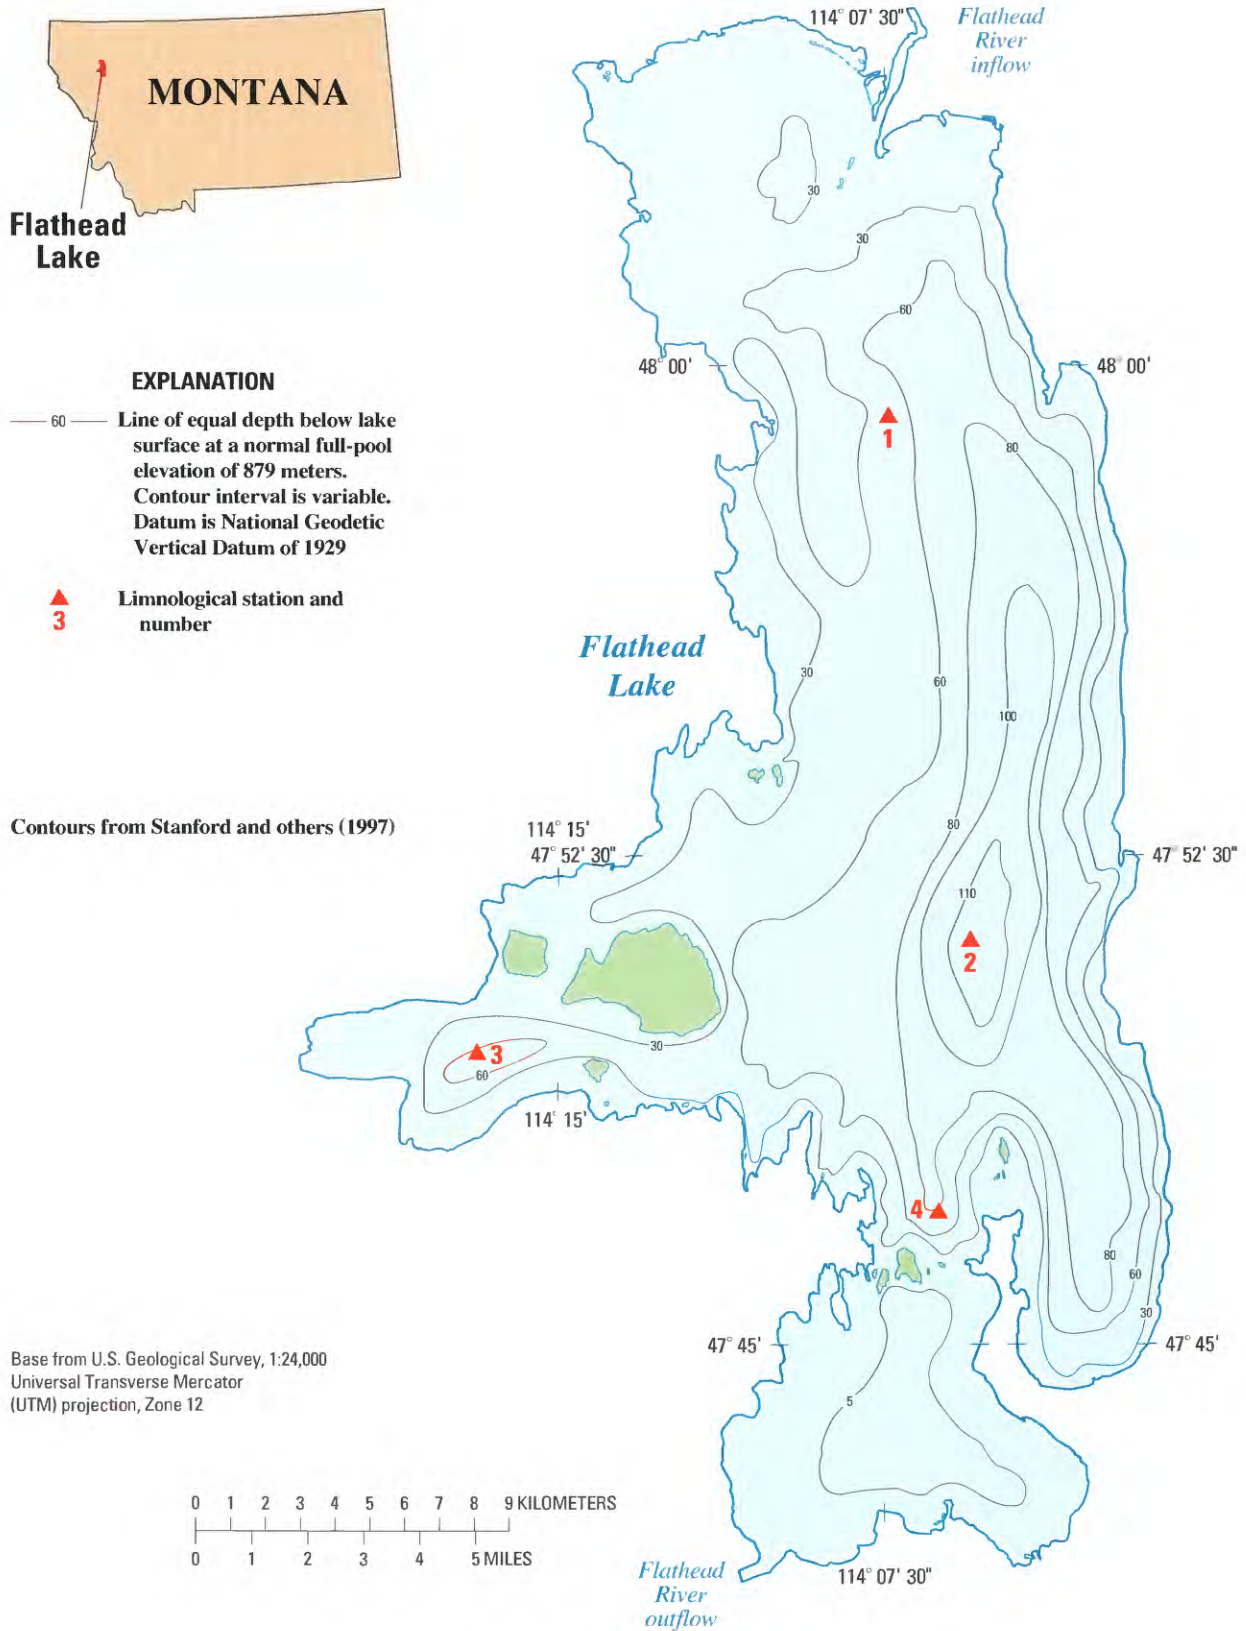 114° 07' 30"
Flathead
River
inflow
MONTANA
Flathead
Lake
30
30
60
48° 00'
48° 00'
EXPLANATION
60 Line of equal depth below lake
surface at a normal full-pool
elevation of 879 meters.
Contour interval is variable.
Datum is National Geodetic
Vertical Datum of 1929
1
80
3 Limnological station and
number
Flathead
Lake
30
60
100
Contours from Stanford and others (1997)
80
114° 15'
47° 52' 30"
47° 52' 30"
110
2
30
3
60
114° 15'
4
80
60
30
47° 45'
47° 45'
Base from U.S. Geological Survey, 1:24,000
Universal Transverse Mercator
(UTM) projection, Zone 12
5
0 1 2 3 4 5 6 7 8 9 KILOMETERS
0 1 2 3 4 5 MILES
Flathead
River
outflow
114° 07' 30"